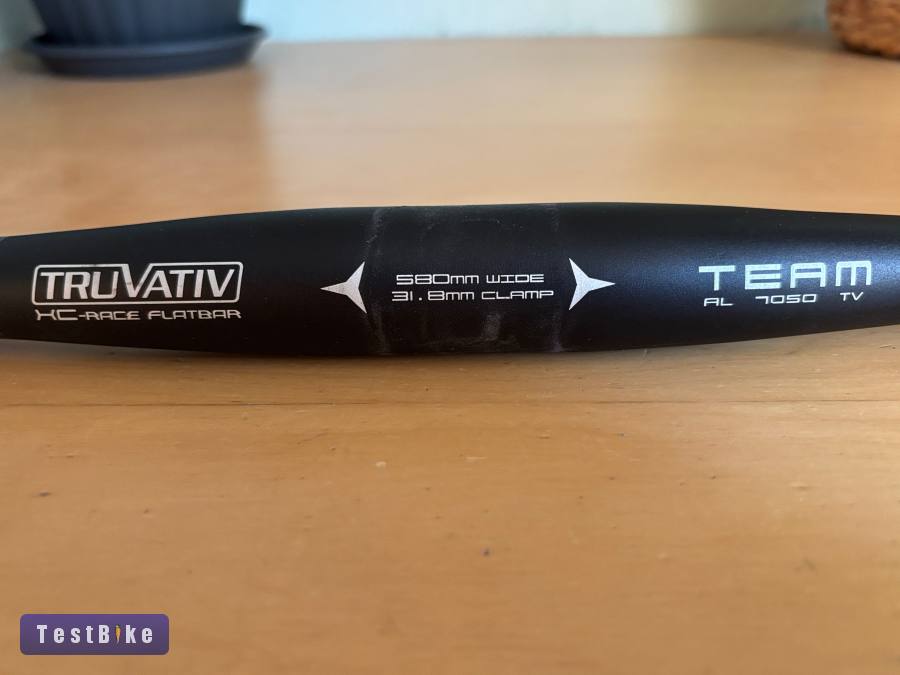 TRUVATIV
XC-RACE FLATBAR
580mm WIDE
31.8mm CLAMP
TEAM
AL 7050 TV
TestBike